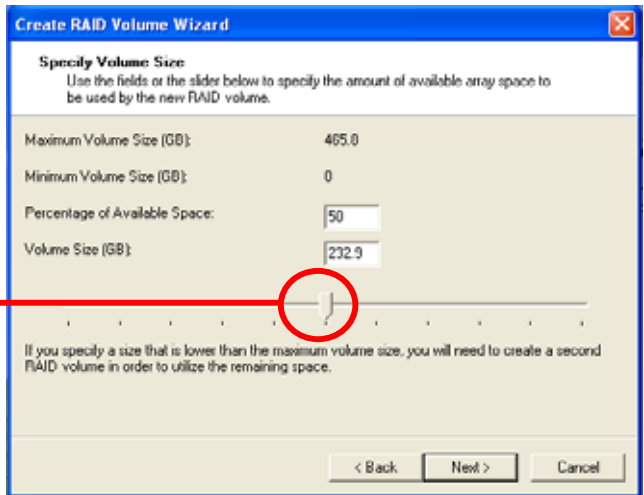 Create RAID Volume Wizard
Specify Volume Size
Use the fields or the slider below to specify the amount of available array space to
be used by the new RAID volume.
Maximum Volume Size (GB): 465.8
Minimum Volume Size (GB): 0
Percentage of Available Space: 50
Volume Size (GB): 232.9
If you specify a size that is lower than the maximum volume size, you will need to create a second
RAID volume in order to utilize the remaining space.
< Back Next > Cancel